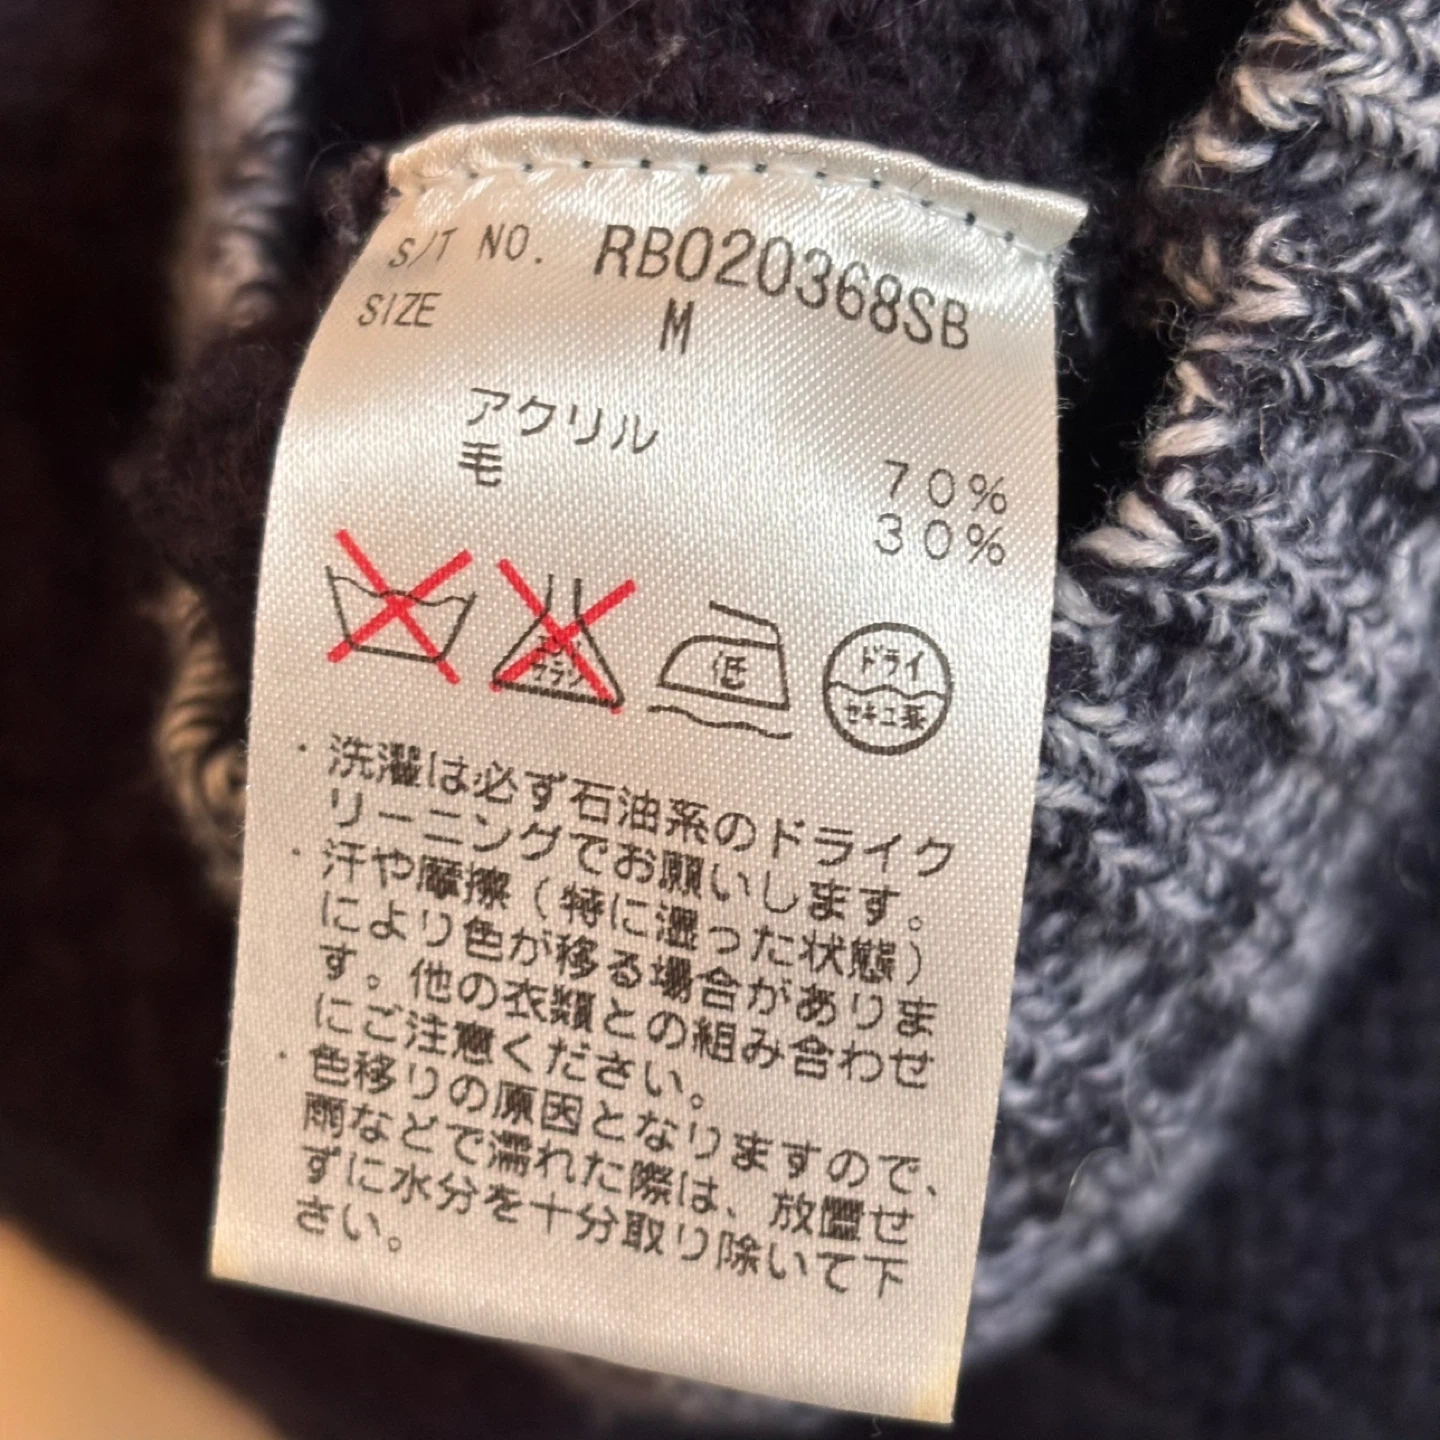 S/T NO. RB020368SB
SIZE M
アクリル 70%
毛 30%
エンソ
サラシ
低
ドライ
セキユ系
・洗濯は必ず石油系のドライク
リーニングでお願いします。
・汗や摩擦（特に湿った状態）
により色が移る場合がありま
す。他の衣類との組み合わせ
にご注意ください。
・色移りの原因となりますので、
雨などで濡れた際は、放置せ
ずに水分を十分取り除いて下
さい。